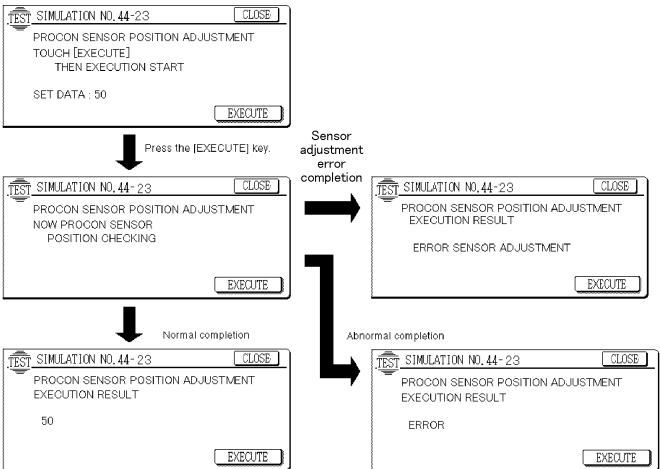 TEST SIMULATION NO.44-23 CLOSE
PROCON SENSOR POSITION ADJUSTMENT
TOUCH [EXECUTE]
THEN EXECUTION START
SET DATA : 50
EXECUTE
Press the [EXECUTE] key.
Sensor
adjustment
error
completion
TEST SIMULATION NO.44-23 CLOSE
PROCON SENSOR POSITION ADJUSTMENT
NOW PROCON SENSOR
POSITION CHECKING
EXECUTE
TEST SIMULATION NO.44-23 CLOSE
PROCON SENSOR POSITION ADJUSTMENT
EXECUTION RESULT
ERROR SENSOR ADJUSTMENT
EXECUTE
Normal completion
Abnormal completion
TEST SIMULATION NO.44-23 CLOSE
PROCON SENSOR POSITION ADJUSTMENT
EXECUTION RESULT
50
EXECUTE
TEST SIMULATION NO.44-23 CLOSE
PROCON SENSOR POSITION ADJUSTMENT
EXECUTION RESULT
ERROR
EXECUTE